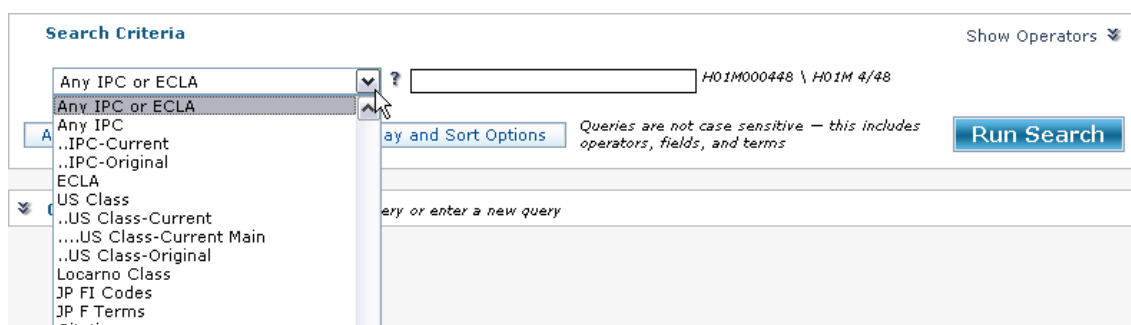 Search Criteria
Show Operators
Any IPC or ECLA
?
H01M000448 \ H01M 4/48
Any IPC or ECLA
Any IPC
..IPC-Current
..IPC-Original
ECLA
US Class
..US Class-Current
....US Class-Current Main
..US Class-Original
Locarno Class
JP FI Codes
JP F Terms
ay and Sort Options
Queries are not case sensitive — this includes
operators, fields, and terms
Run Search
ery or enter a new query